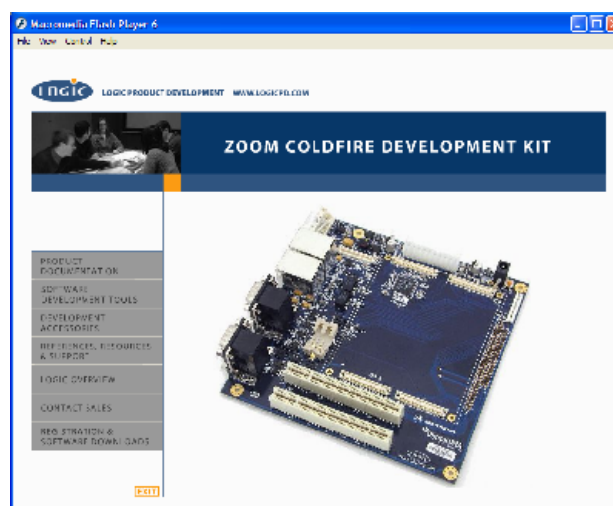 Macromedia Flash Player 6
File View Control Help
LOGIC
LOGIC PRODUCT DEVELOPMENT WWW.LOGICPD.COM
ZOOM COLDFIRE DEVELOPMENT KIT
PRODUCT
DOCUMENTATION
SOFTWARE
DEVELOPMENT TOOLS
DEVELOPMENT
ACCESSORIES
REFERENCES, RESOURCES
& SUPPORT
LOGIC OVERVIEW
CONTACT SALES
REGISTRATION &
SOFTWARE DOWNLOADS
EXIT